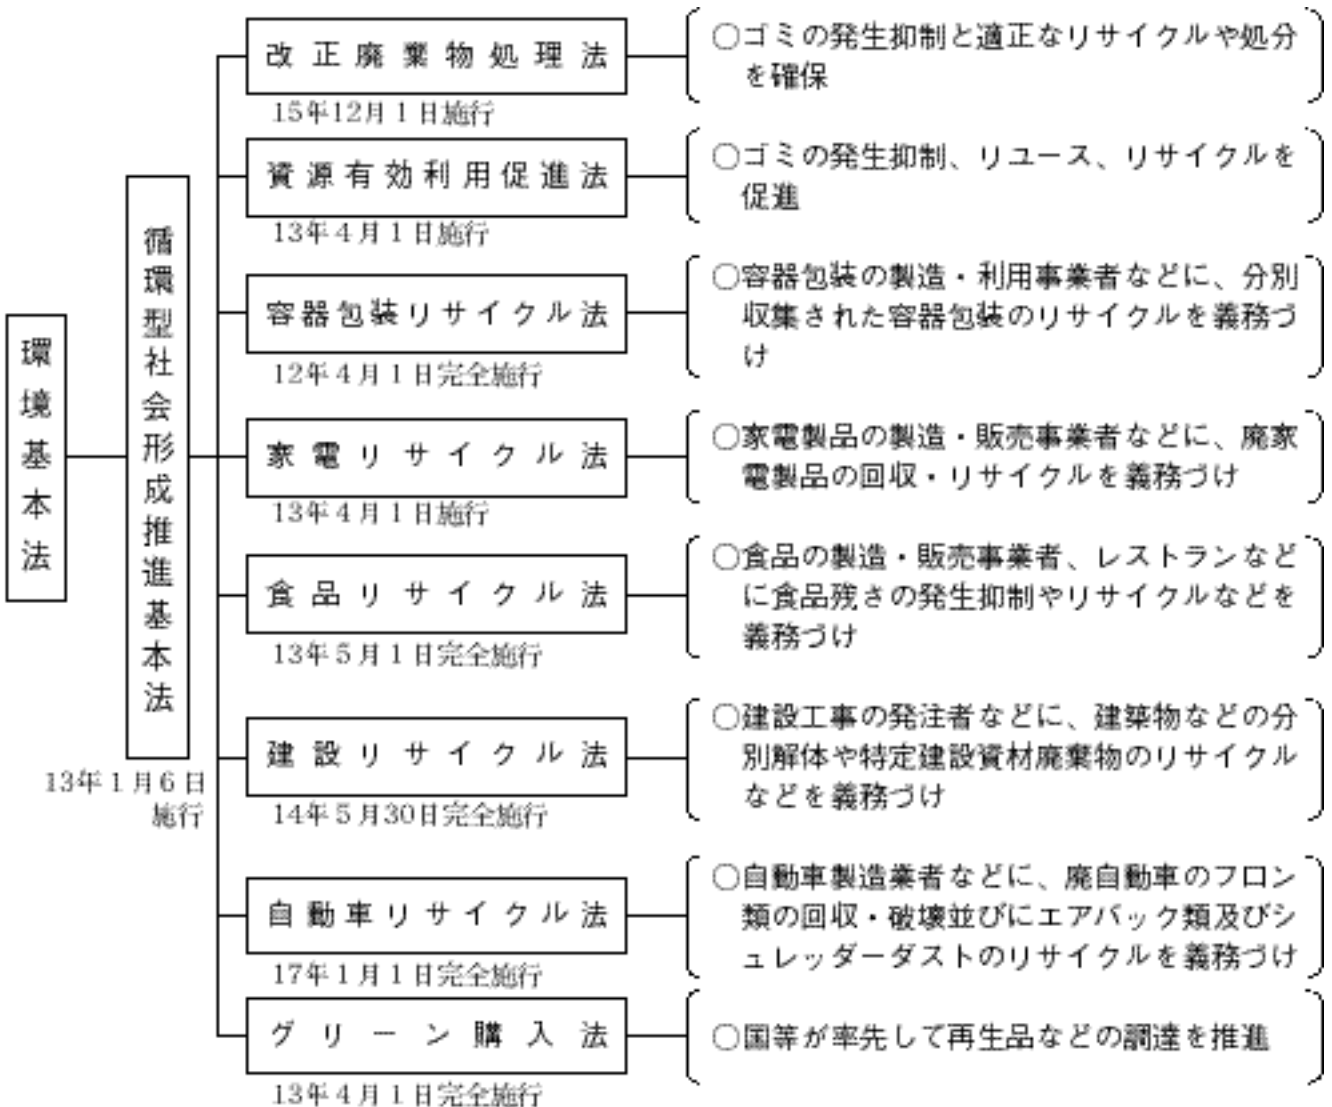 環境基本法
循環型社会形成推進基本法
13年1月6日
施行
改正廃棄物処理法
15年12月1日施行
○ゴミの発生抑制と適正なリサイクルや処分
を確保
資源有効利用促進法
13年4月1日施行
○ゴミの発生抑制、リユース、リサイクルを
促進
容器包装リサイクル法
12年4月1日完全施行
○容器包装の製造・利用事業者などに、分別
収集された容器包装のリサイクルを義務づ
け
家電リサイクル法
13年4月1日施行
○家電製品の製造・販売事業者などに、廃家
電製品の回収・リサイクルを義務づけ
食品リサイクル法
13年5月1日完全施行
○食品の製造・販売事業者、レストランなど
に食品残さの発生抑制やリサイクルなどを
義務づけ
建設リサイクル法
14年5月30日完全施行
○建設工事の発注者などに、建築物などの分
別解体や特定建設資材廃棄物のリサイクル
などを義務づけ
自動車リサイクル法
17年1月1日完全施行
○自動車製造業者などに、廃自動車のフロン
類の回収・破壊並びにエアバック類及びシ
ュレッダーダストのリサイクルを義務づけ
グリーン購入法
13年4月1日完全施行
○国等が率先して再生品などの調達を推進